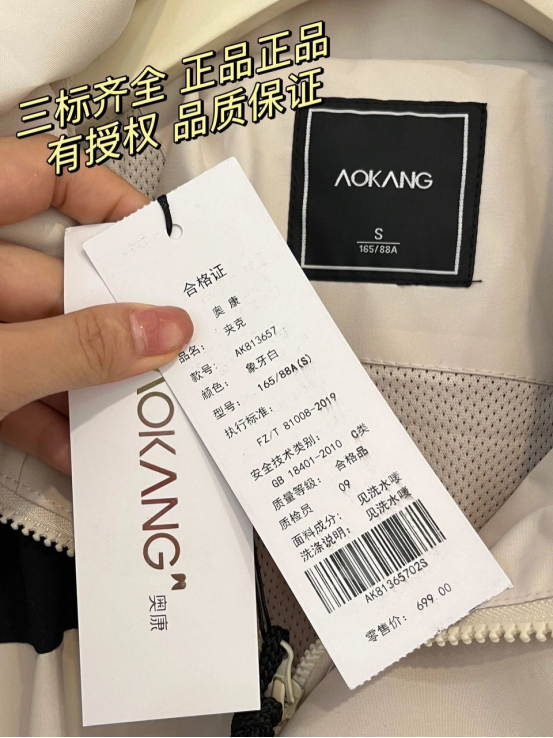 三标齐全 正品正品
有授权 品质保证
AOKANG
S
165/88A
合格证
奥康
品名： 夹克
款号： AK813657
颜色： 象牙白
型号： 165/88A(S)
执行标准：
FZ/T 81008-2019
安全技术类别： C类
GB 18401-2010
质量等级： 合格品
质检员 09
面料成分： 见洗水唛
洗涤说明： 见洗水唛
AK81365702S
零售价： 699.00
AOKANG
奥康